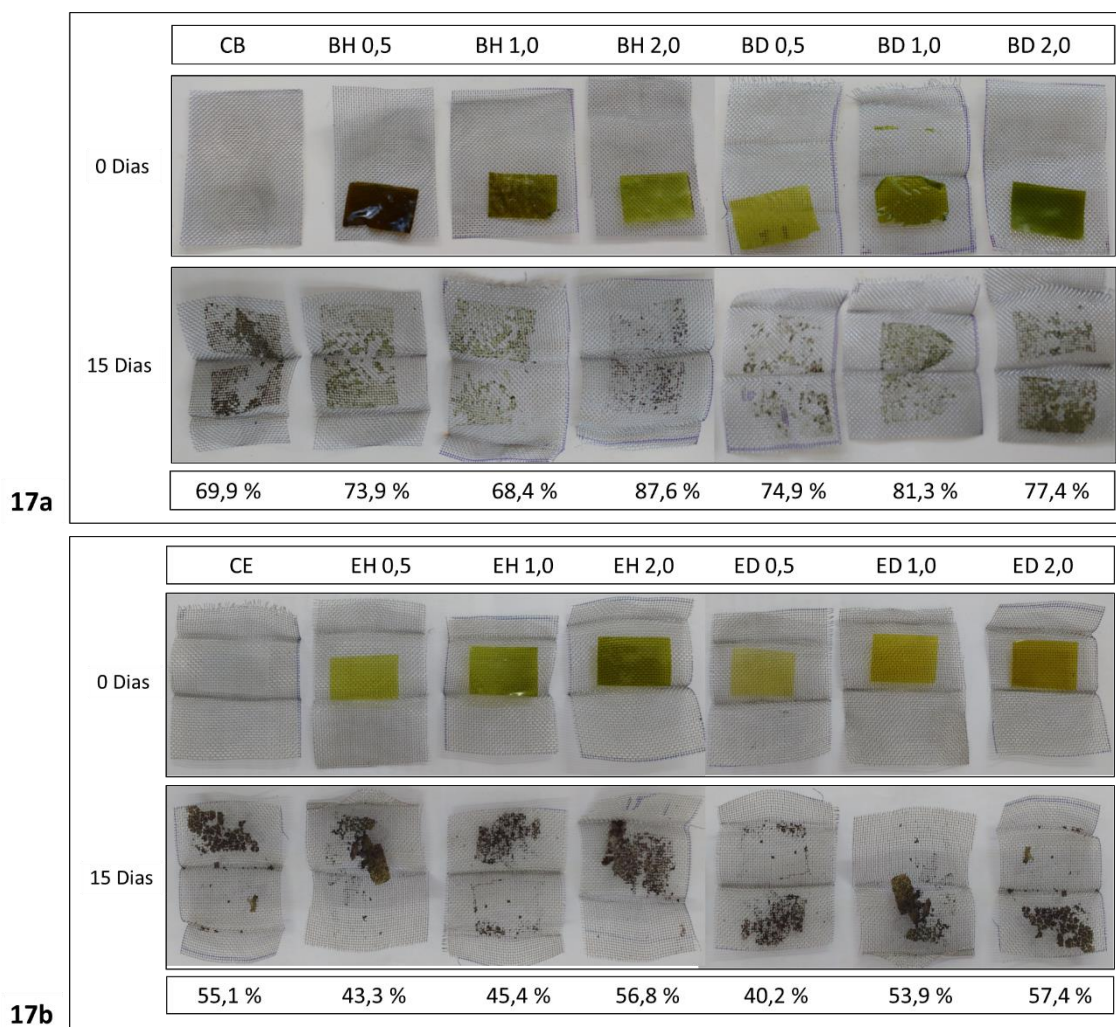 CB BH 0,5 BH 1,0 BH 2,0 BD 0,5 BD 1,0 BD 2,0
0 Dias
15 Dias
69,9 % 73,9 % 68,4 % 87,6 % 74,9 % 81,3 % 77,4 %
17a
CE EH 0,5 EH 1,0 EH 2,0 ED 0,5 ED 1,0 ED 2,0
0 Dias
15 Dias
55,1 % 43,3 % 45,4 % 56,8 % 40,2 % 53,9 % 57,4 %
17b